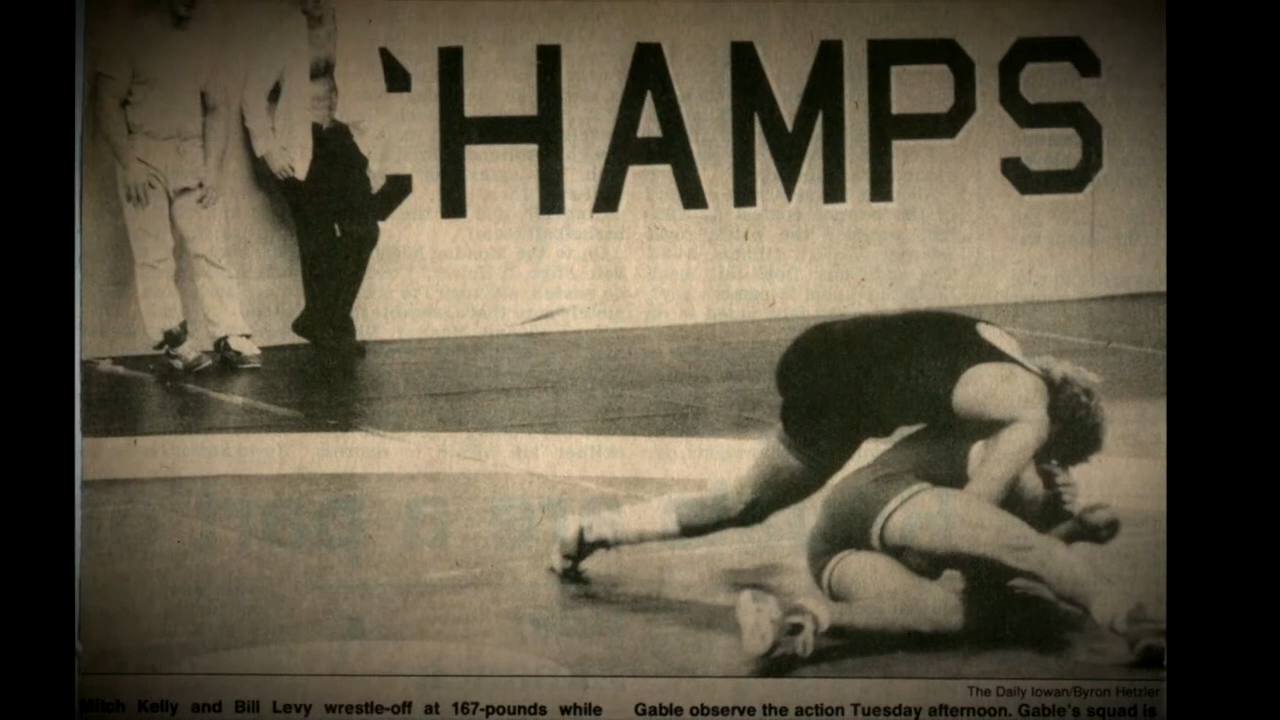 CHAMPS
The Daily Iowan/Byron Hetzler
Mitch Kelly and Bill Levy wrestle-off at 167-pounds while
Gable observe the action Tuesday afternoon. Gable's squad is